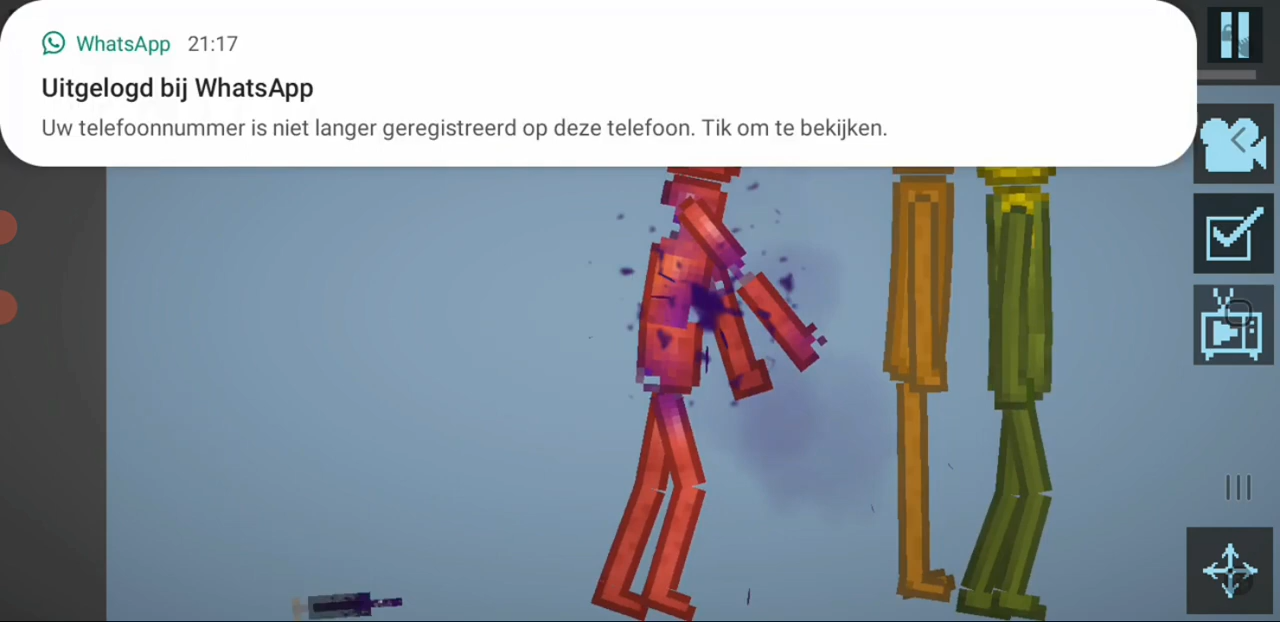 WhatsApp 21:17
Uitgelogd bij WhatsApp
Uw telefoonnummer is niet langer geregistreerd op deze telefoon. Tik om te bekijken.